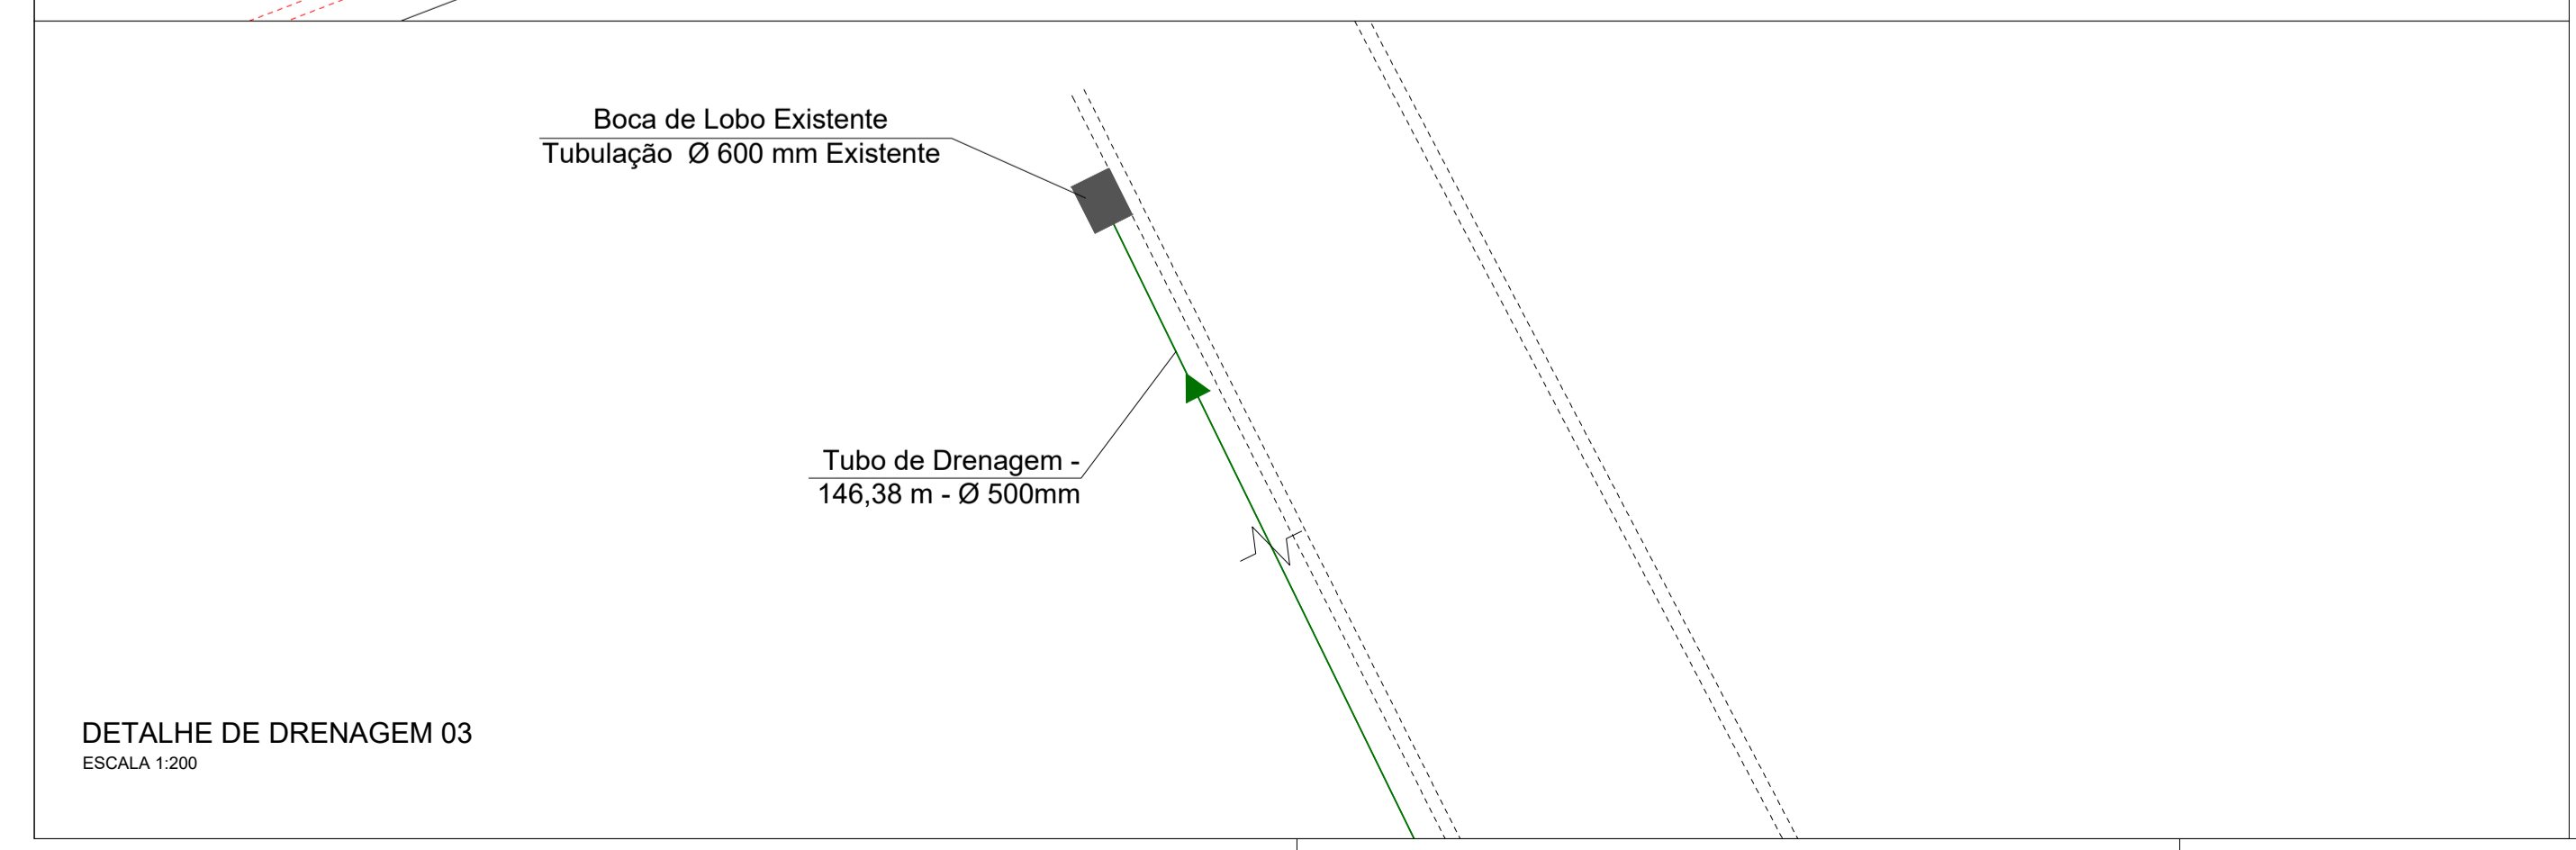 Boca de Lobo Existente
Tubulação Ø 600 mm Existente
Tubo de Drenagem -
146,38 m - Ø 500mm
DETALHE DE DRENAGEM 03
ESCALA 1:200